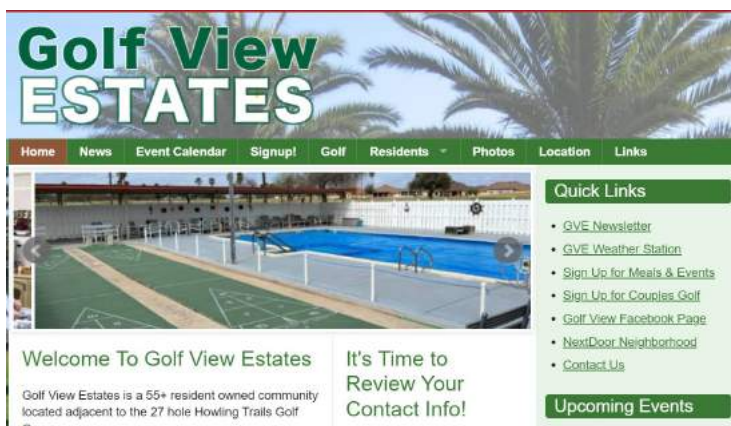 Golf View
ESTATES
Home News Event Calendar Signup! Golf Residents Photos Location Links
Quick Links
GVE Newsletter
GVE Weather Station
Sign Up for Meals & Events
Sign Up for Couples Golf
Golf View Facebook Page
NextDoor Neighborhood
Contact Us
Upcoming Events
Welcome To Golf View Estates
Golf View Estates is a 55+ resident owned community
located adjacent to the 27 hole Howling Trails Golf
It's Time to
Review Your
Contact Info!